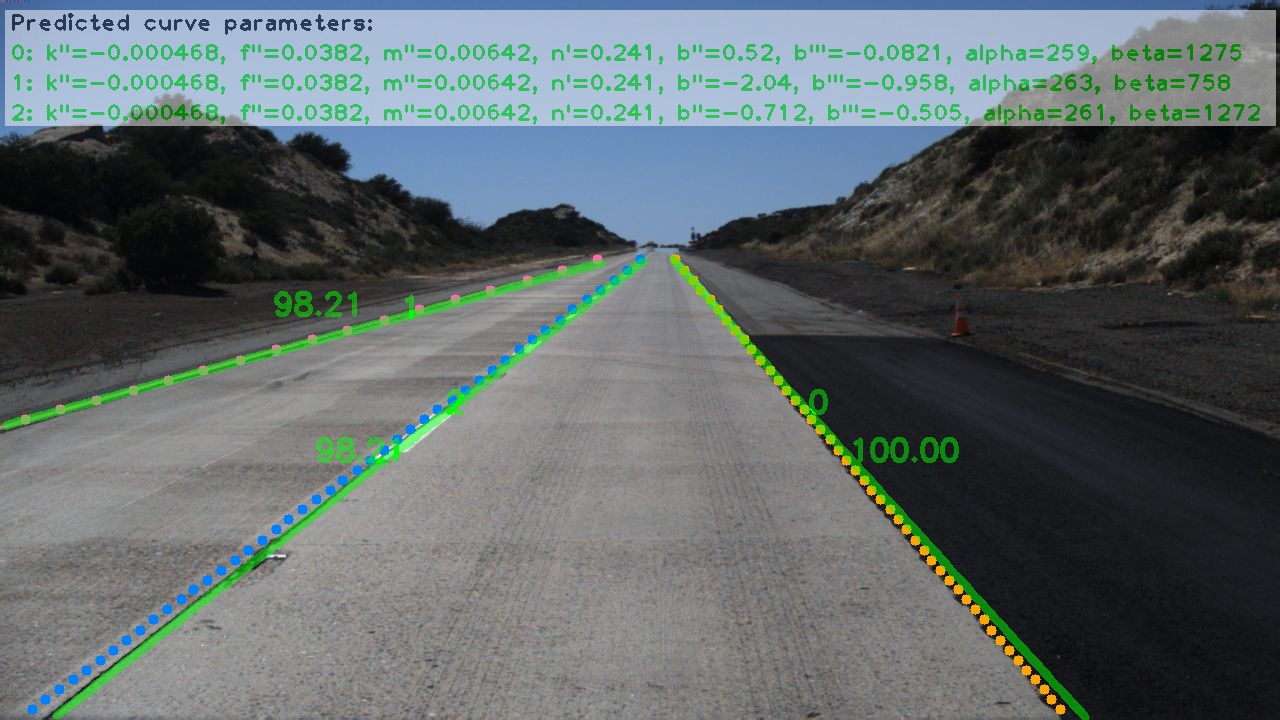 Predicted curve parameters:
0: k''=-0.000468, f''=0.0382, m''=0.00642, n'=0.241, b''=0.52, b'''=-0.0821, alpha=259, beta=1275
1: k''=-0.000468, f''=0.0382, m''=0.00642, n'=0.241, b''=-2.04, b'''=-0.958, alpha=263, beta=758
2: k''=-0.000468, f''=0.0382, m''=0.00642, n'=0.241, b''=-0.712, b'''=-0.505, alpha=261, beta=1272
98.21 1
0
98.21
100.00